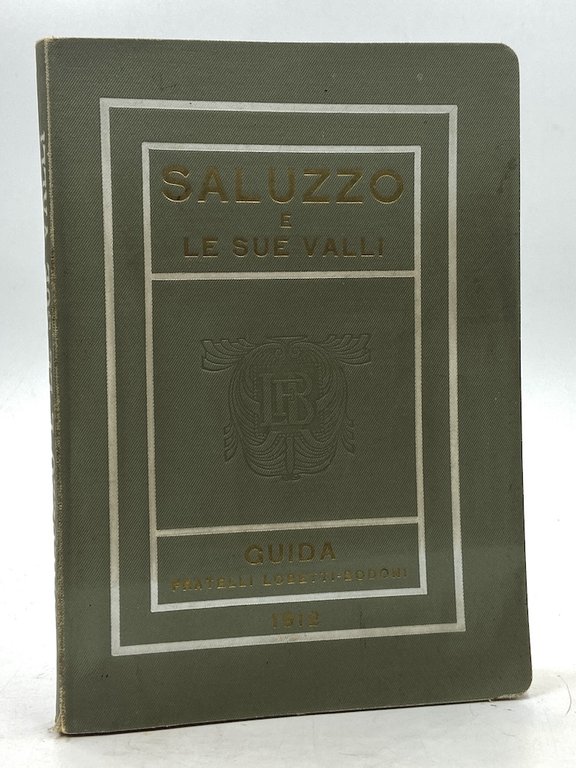 SALUZZO
E
LE SUE VALLI
GUIDA
FRATELLI LOBETTI-BODONI
1912